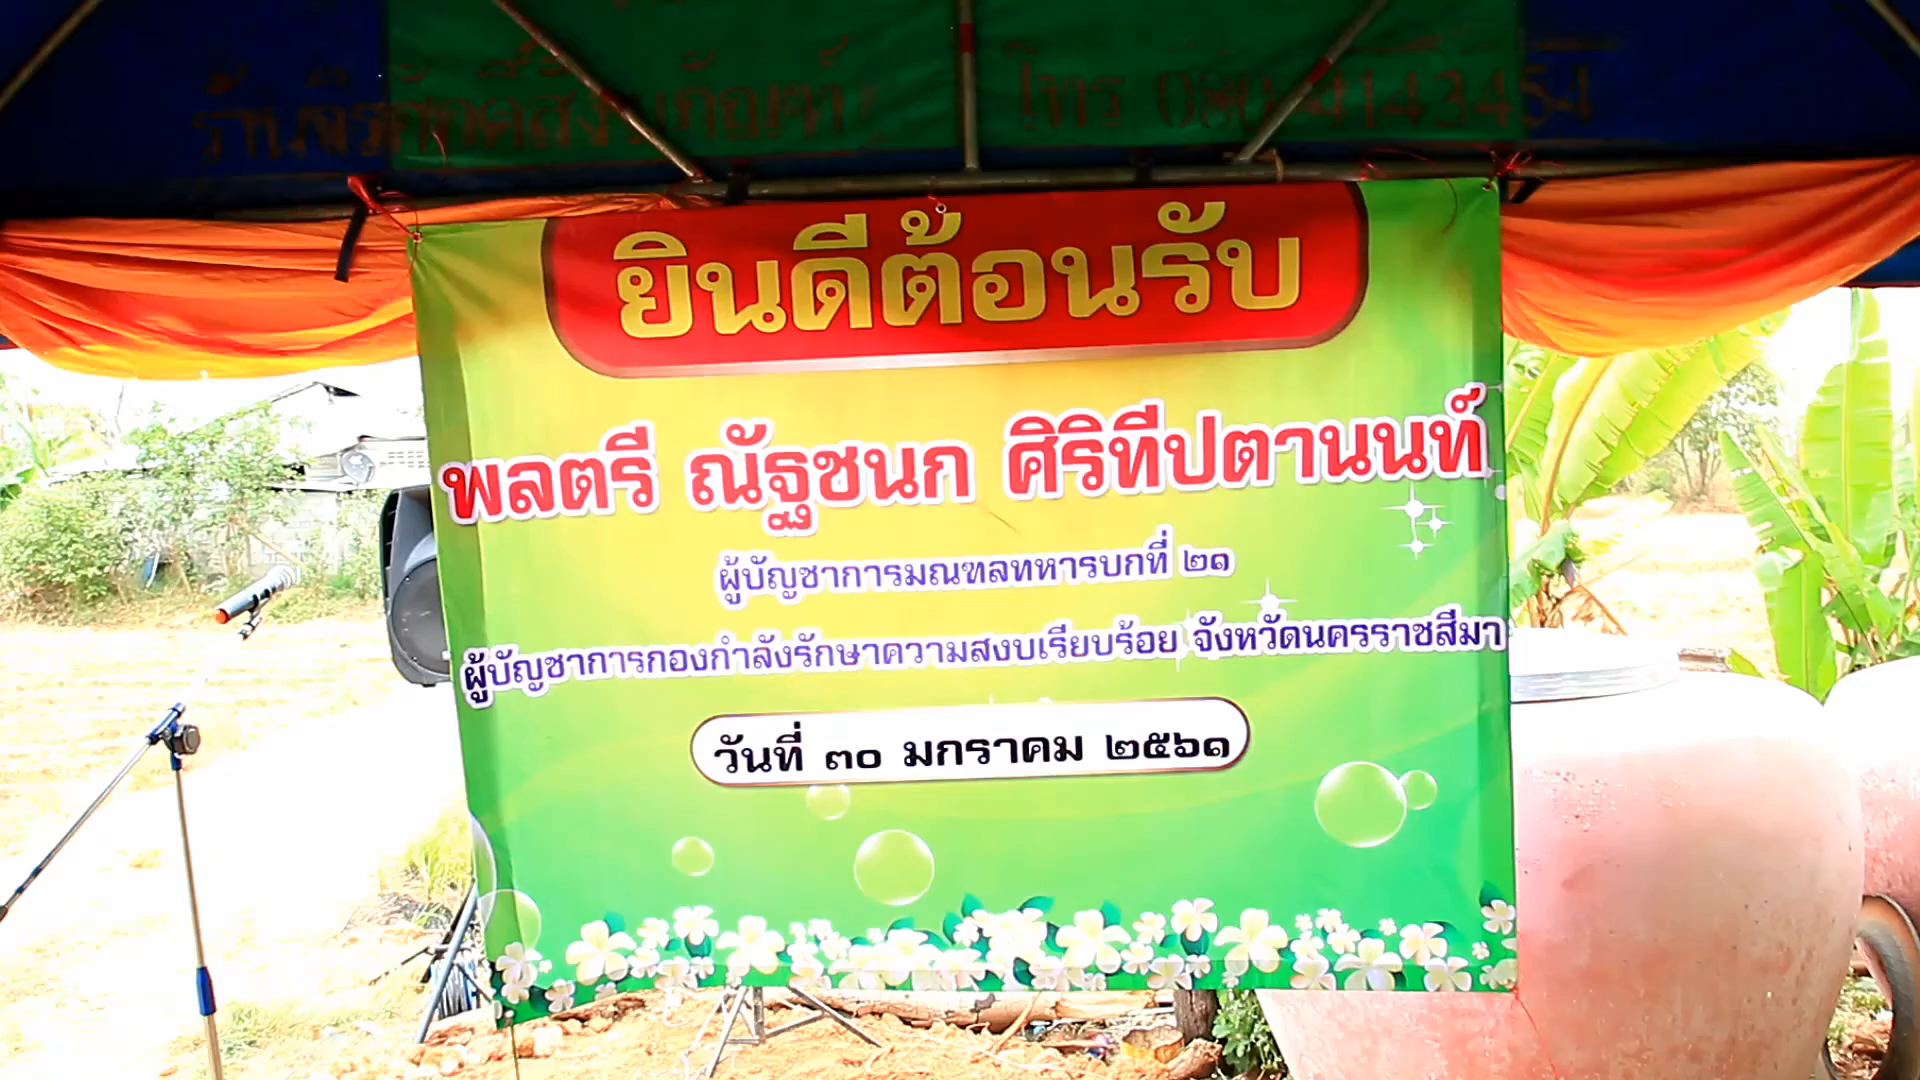 โทร 080-4143454
ยินดีต้อนรับ
พลตรี ณัฐชนก ศิริทีปตานนท์
ผู้บัญชาการมณฑลทหารบกที่ ๒๑
ผู้บัญชาการกองกำลังรักษาความสงบเรียบร้อย จังหวัดนครราชสีมา
วันที่ ๓๐ มกราคม ๒๕๖๑